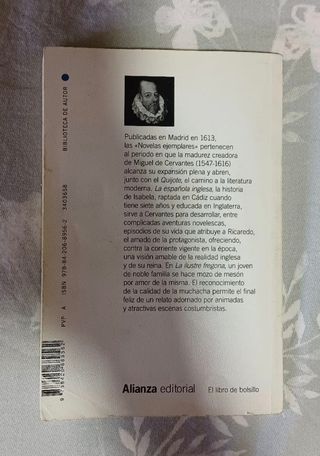 Publicadas en Madrid en 1613,
las «Novelas ejemplares» pertenecen
al periodo en que la madurez creadora
de Miguel de Cervantes (1547-1616)
alcanza su expansión plena y abren,
junto con el Quijote, el camino a la literatura
moderna. La española inglesa, la historia
de Isabela, raptada en Cádiz cuando
tiene siete años y educada en Inglaterra,
sirve a Cervantes para desarrollar, entre
complicadas aventuras novelescas,
episodios de su vida que atribuye a Ricaredo,
el amado de la protagonista, ofreciendo,
contra la corriente vigente en la época,
una visión amable de la realidad inglesa
y de su reina. En La ilustre fregona, un joven
de noble familia se hace mozo de mesón
por amor de la misma. El reconocimiento
de la calidad de la muchacha permite el final
feliz de un relato adornado por animadas
y atractivas escenas costumbristas.
Alianza editorial
El libro de bolsillo
BIBLIOTECA DE AUTOR
3403658
ISBN 978-84-206-8956-2
PVP A